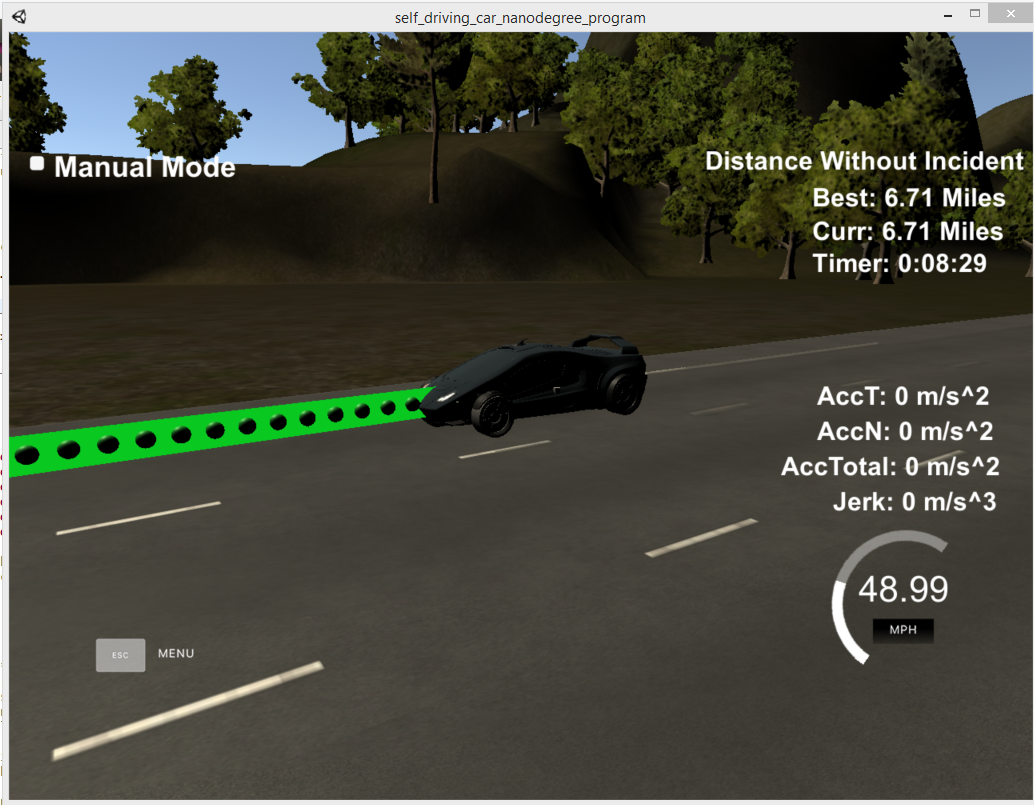 self_driving_car_nanodegree_program
Manual Mode
Distance Without Incident
Best: 6.71 Miles
Curr: 6.71 Miles
Timer: 0:08:29
AccT: 0 m/s^2
AccN: 0 m/s^2
AccTotal: 0 m/s^2
Jerk: 0 m/s^3
48.99
MPH
ESC MENU